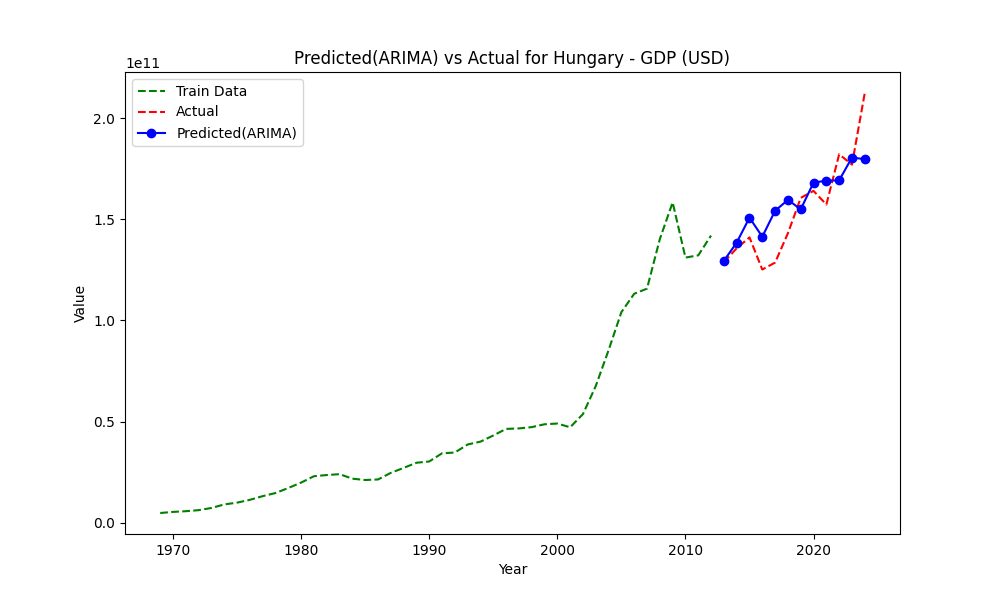 Predicted(ARIMA) vs Actual for Hungary - GDP (USD)
1e11
Train Data
Actual
Predicted(ARIMA)
2.0
1.5
1.0
0.5
0.0
Value
1970 1980 1990 2000 2010 2020
Year